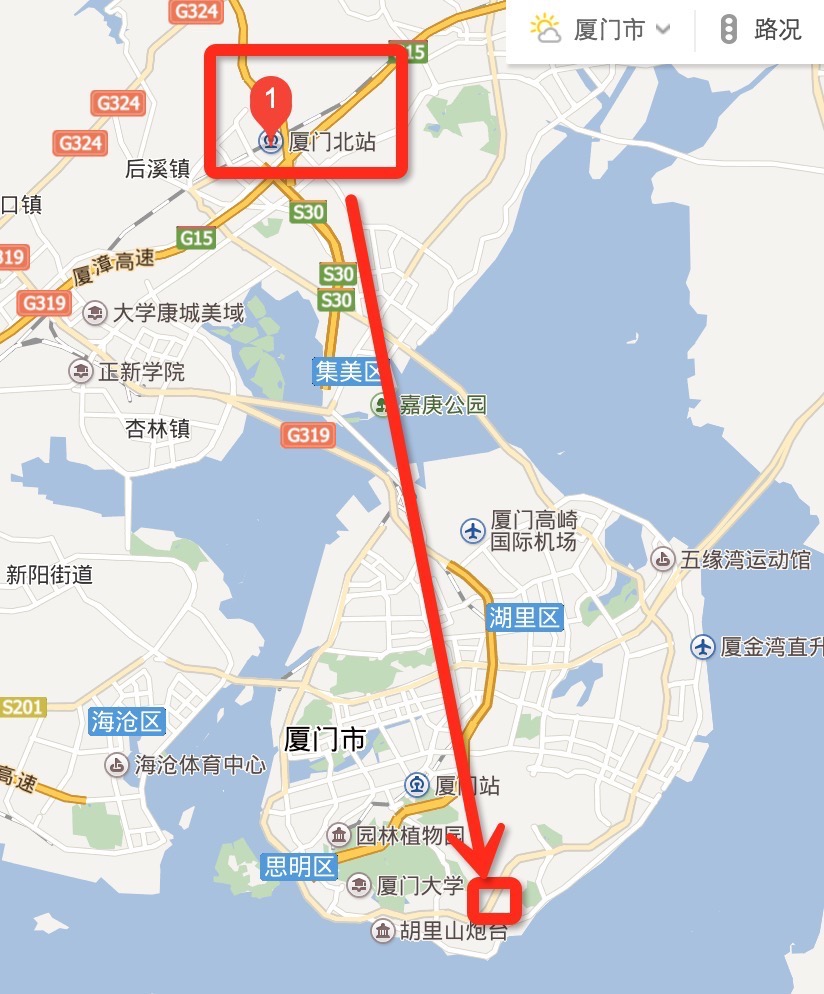 G324
厦门市
路况
G15
1
G324
G324
厦门北站
后溪镇
口镇
S30
G15
厦漳高速
319
S30
G319
S30
大学康城美域
集美区
正新学院
嘉庚公园
杏林镇
G319
厦门高崎
国际机场
五缘湾运动馆
新阳街道
湖里区
厦金湾直升
S201
海沧区
厦门市
海沧体育中心
高速
厦门站
园林植物园
思明区
厦门大学
胡里山炮台